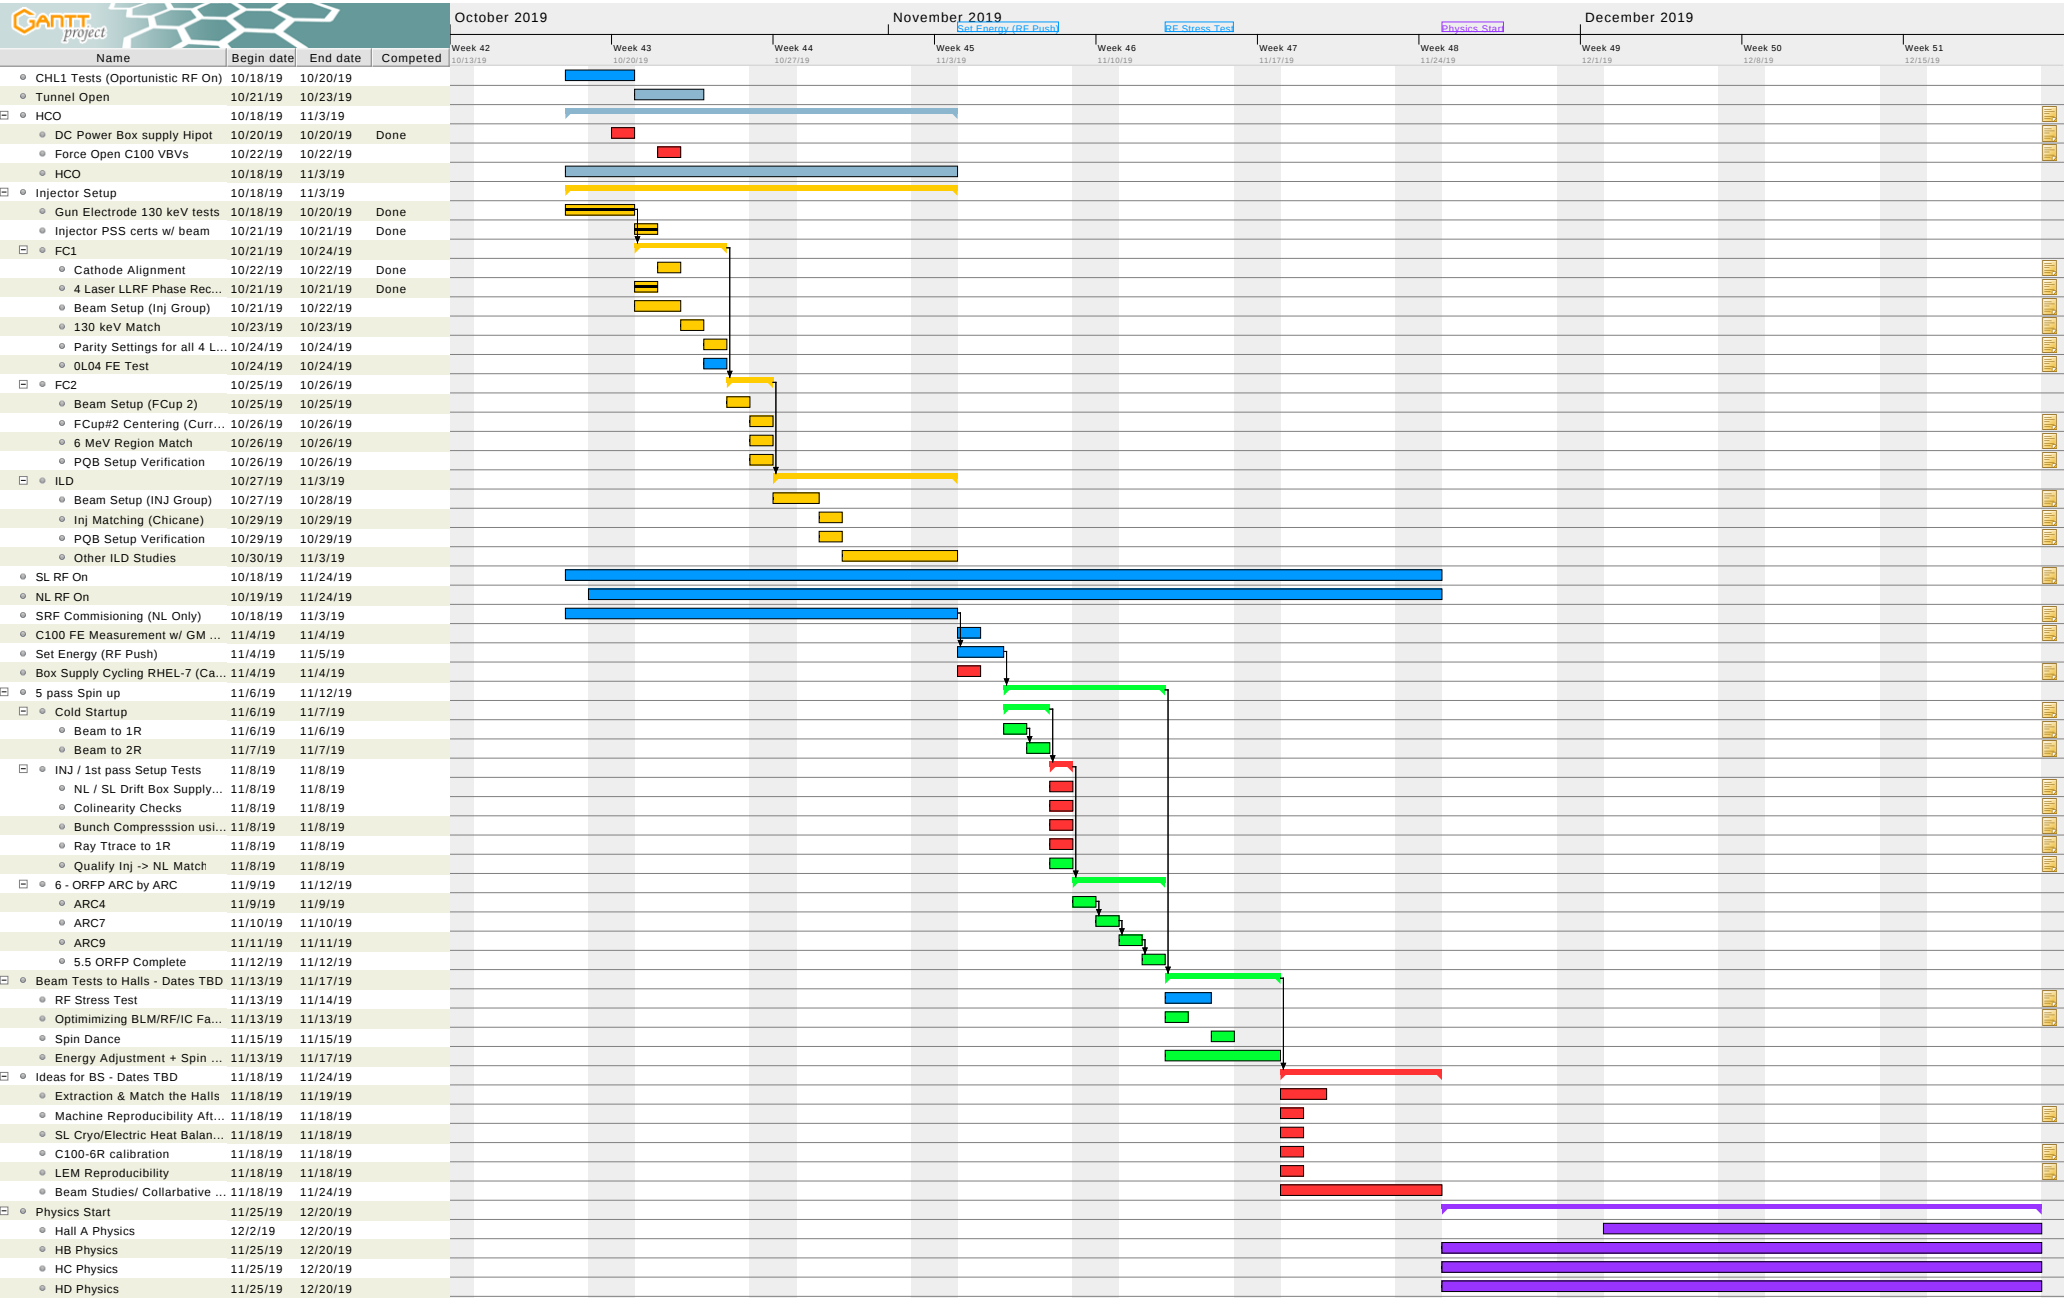 GANTT project
October 2019 November 2019 December 2019
Set Energy (RF Push) RF Stress Test Physics Start
Week 42 Week 43 Week 44 Week 45 Week 46 Week 47 Week 48 Week 49 Week 50 Week 51
Name Begin date End date Competed
10/13/19 10/20/19 10/27/19 11/3/19 11/10/19 11/17/19 11/24/19 12/1/19 12/8/19 12/15/19
CHL1 Tests (Oportunistic RF On) 10/18/19 10/20/19
Tunnel Open 10/21/19 10/23/19
HCO 10/18/19 11/3/19
DC Power Box supply Hipot 10/20/19 10/20/19 Done
Force Open C100 VBVs 10/22/19 10/22/19
HCO 10/18/19 11/3/19
Injector Setup 10/18/19 11/3/19
Gun Electrode 130 keV tests 10/18/19 10/20/19 Done
Injector PSS certs w/ beam 10/21/19 10/21/19 Done
FC1 10/21/19 10/24/19
Cathode Alignment 10/22/19 10/22/19 Done
4 Laser LLRF Phase Rec... 10/21/19 10/21/19 Done
Beam Setup (Inj Group) 10/21/19 10/22/19
130 keV Match 10/23/19 10/23/19
Parity Settings for all 4 L... 10/24/19 10/24/19
0L04 FE Test 10/24/19 10/24/19
FC2 10/25/19 10/26/19
Beam Setup (FCup 2) 10/25/19 10/25/19
FCup#2 Centering (Curr... 10/26/19 10/26/19
6 MeV Region Match 10/26/19 10/26/19
PQB Setup Verification 10/26/19 10/26/19
ILD 10/27/19 11/3/19
Beam Setup (INJ Group) 10/27/19 10/28/19
Inj Matching (Chicane) 10/29/19 10/29/19
PQB Setup Verification 10/29/19 10/29/19
Other ILD Studies 10/30/19 11/3/19
SL RF On 10/18/19 11/24/19
NL RF On 10/19/19 11/24/19
SRF Commisioning (NL Only) 10/18/19 11/3/19
C100 FE Measurement w/ GM ... 11/4/19 11/4/19
Set Energy (RF Push) 11/4/19 11/5/19
Box Supply Cycling RHEL-7 (Ca... 11/4/19 11/4/19
5 pass Spin up 11/6/19 11/12/19
Cold Startup 11/6/19 11/7/19
Beam to 1R 11/6/19 11/6/19
Beam to 2R 11/7/19 11/7/19
INJ / 1st pass Setup Tests 11/8/19 11/8/19
NL / SL Drift Box Supply... 11/8/19 11/8/19
Colinearity Checks 11/8/19 11/8/19
Bunch Compresssion usi... 11/8/19 11/8/19
Ray Ttrace to 1R 11/8/19 11/8/19
Qualify Inj -> NL Match 11/8/19 11/8/19
6 - ORFP ARC by ARC 11/9/19 11/12/19
ARC4 11/9/19 11/9/19
ARC7 11/10/19 11/10/19
ARC9 11/11/19 11/11/19
5.5 ORFP Complete 11/12/19 11/12/19
Beam Tests to Halls - Dates TBD 11/13/19 11/17/19
RF Stress Test 11/13/19 11/14/19
Optimimizing BLM/RF/IC Fa... 11/13/19 11/13/19
Spin Dance 11/15/19 11/15/19
Energy Adjustment + Spin ... 11/13/19 11/17/19
Ideas for BS - Dates TBD 11/18/19 11/24/19
Extraction & Match the Halls 11/18/19 11/19/19
Machine Reproducibility Aft... 11/18/19 11/18/19
SL Cryo/Electric Heat Balan... 11/18/19 11/18/19
C100-6R calibration 11/18/19 11/18/19
LEM Reproducibility 11/18/19 11/18/19
Beam Studies/ Collarbative ... 11/18/19 11/24/19
Physics Start 11/25/19 12/20/19
Hall A Physics 12/2/19 12/20/19
HB Physics 11/25/19 12/20/19
HC Physics 11/25/19 12/20/19
HD Physics 11/25/19 12/20/19